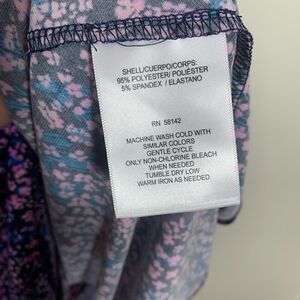 SHELL/CUERPO/CORPS:
95% POLYESTER/ POLIÉSTER
5% SPANDEX / ELASTANO
RN 58142
MACHINE WASH COLD WITH
SIMILAR COLORS
GENTLE CYCLE
ONLY NON-CHLORINE BLEACH
WHEN NEEDED
TUMBLE DRY LOW
WARM IRON AS NEEDED